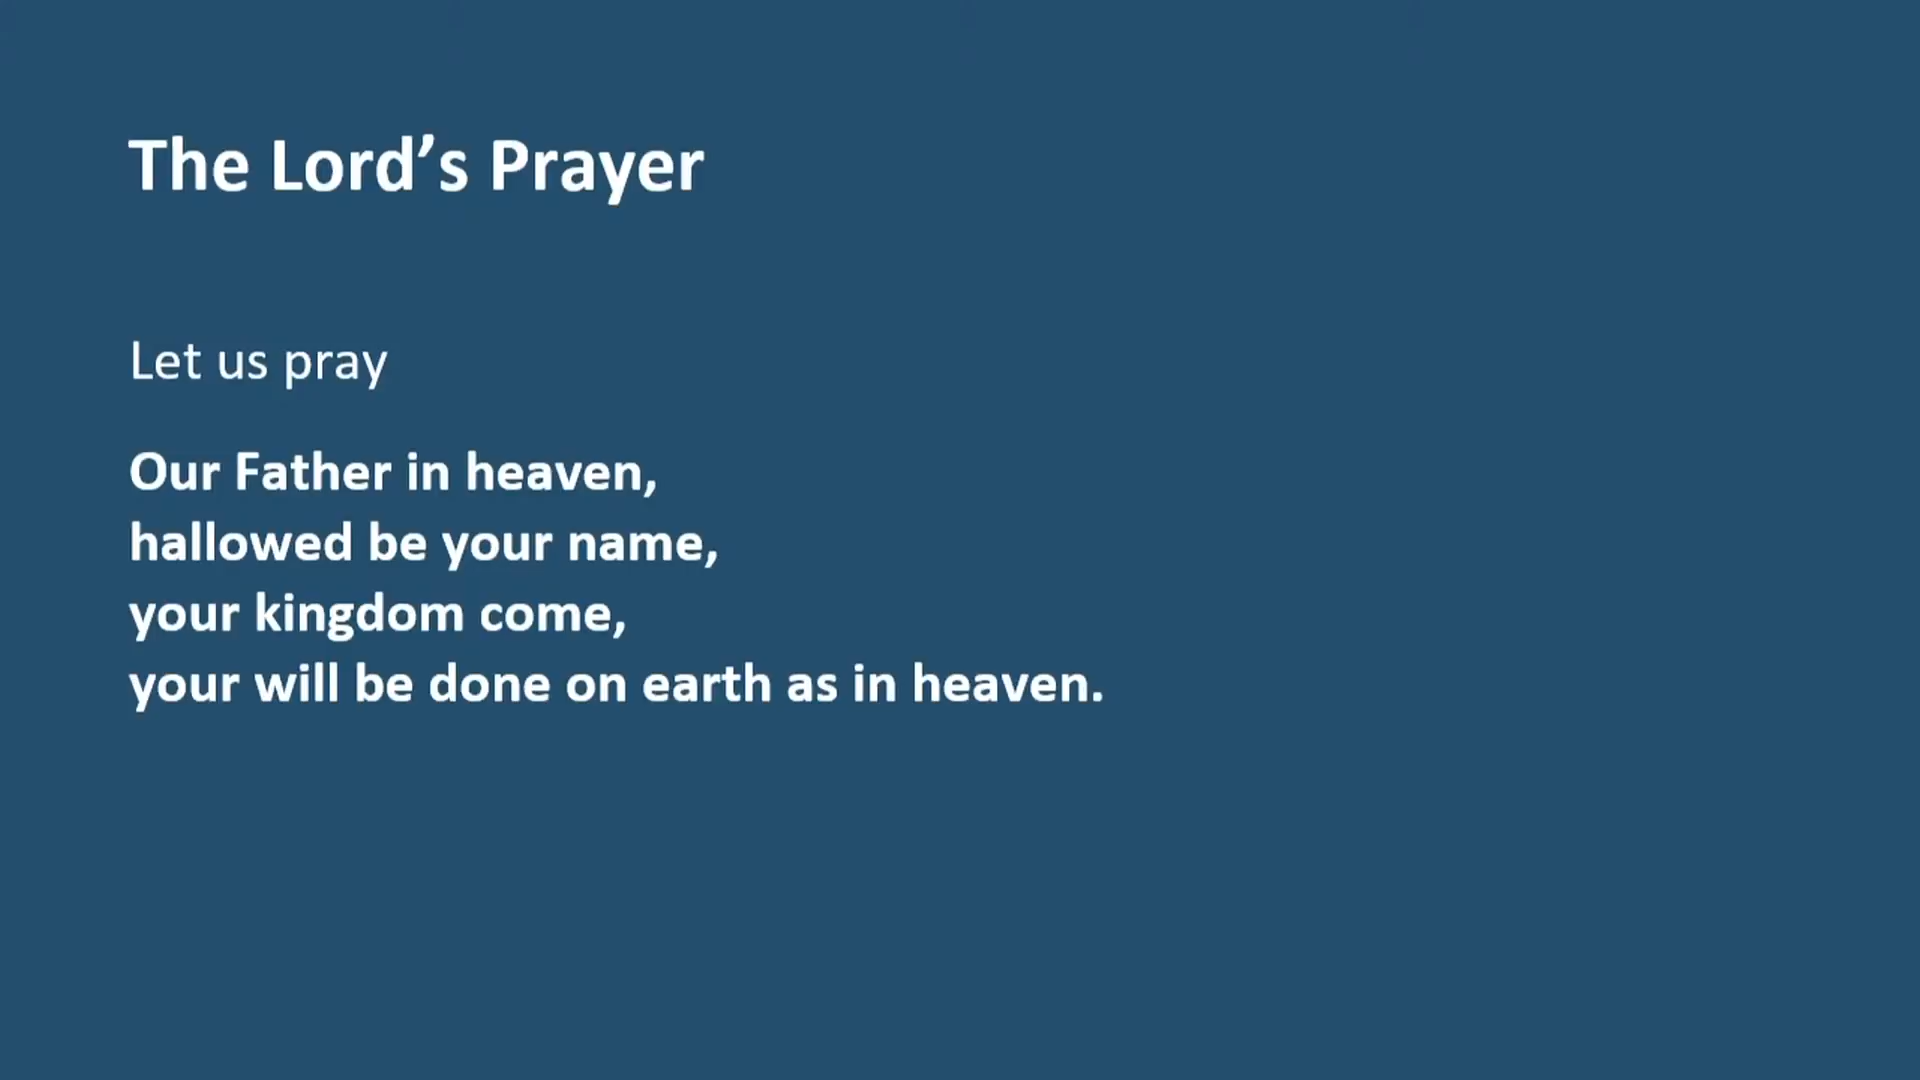 The Lord’s Prayer
Let us pray
Our Father in heaven,
hallowed be your name,
your kingdom come,
your will be done on earth as in heaven.